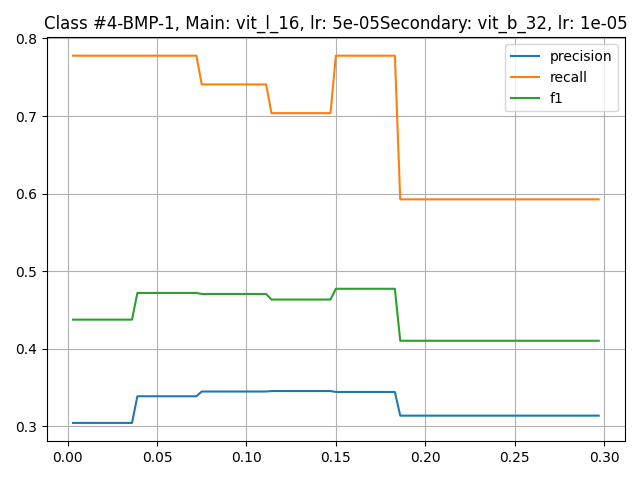 Class #4-BMP-1, Main: vit_l_16, lr: 5e-05Secondary: vit_b_32, lr: 1e-05
precision
recall
f1
0.8
0.7
0.6
0.5
0.4
0.3
0.00 0.05 0.10 0.15 0.20 0.25 0.30